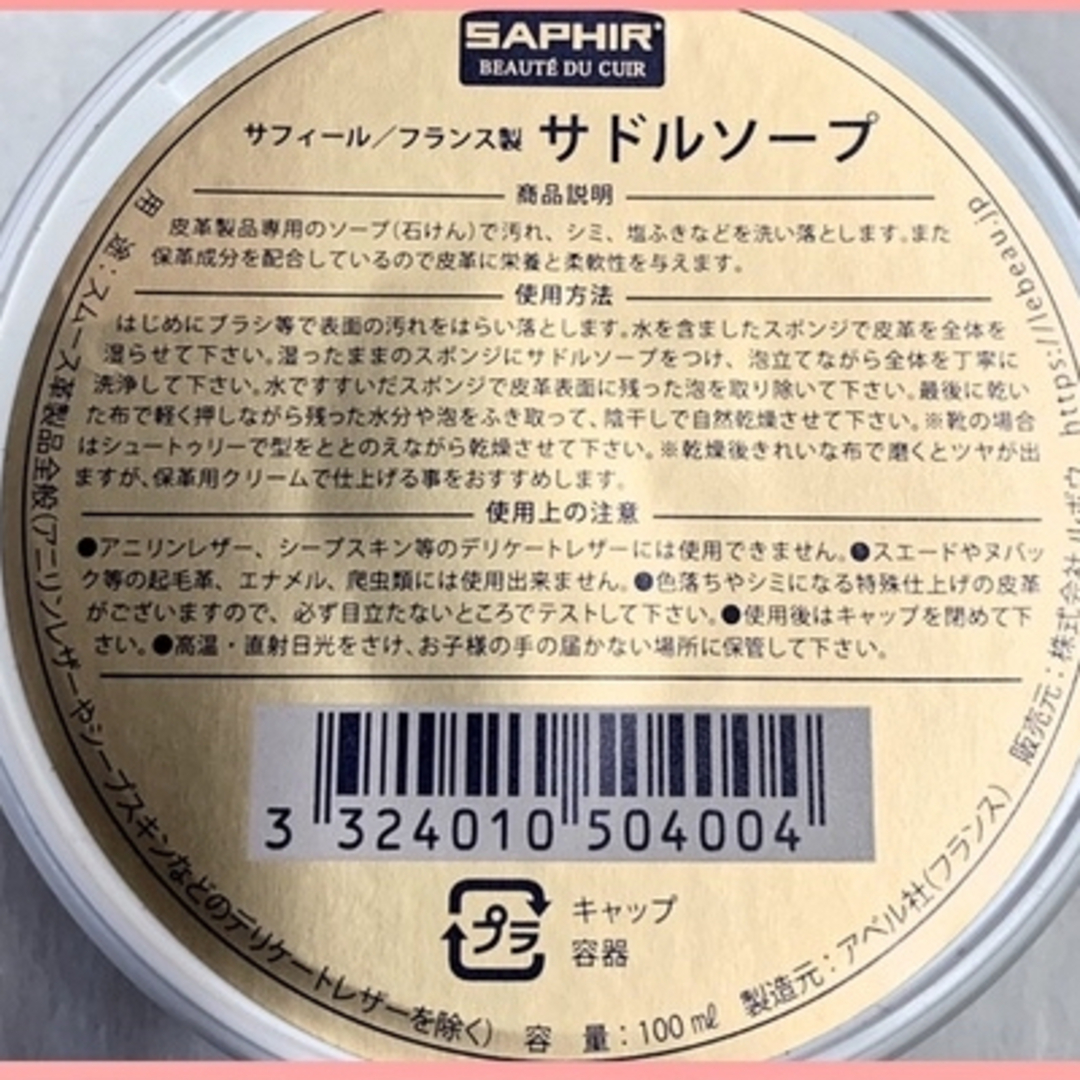 SAPHIR
BEAUTÉ DU CUIR
サフィール／フランス製 サドルソープ
商品説明
皮革製品専用のソープ(石けん)で汚れ、シミ、塩ふきなどを洗い落とします。また
保革成分を配合しているので皮革に栄養と柔軟性を与えます。
使用方法
はじめにブラシ等で表面の汚れをはらい落とします。水を含ましたスポンジで皮革を全体を
湿らせて下さい。湿ったままのスポンジにサドルソープをつけ、泡立てながら全体を丁寧に
洗浄して下さい。水ですすいだスポンジで皮革表面に残った泡を取り除いて下さい。最後に乾い
た布で軽く押しながら残った水分や泡をふき取って、陰干しで自然乾燥させて下さい。※靴の場合
はシュートゥリーで型をととのえながら乾燥させて下さい。※乾燥後きれいな布で磨くとツヤが出
ますが、保革用クリームで仕上げる事をおすすめします。
使用上の注意
●アニリンレザー、シープスキン等のデリケートレザーには使用できません。●スエードやヌバッ
ク等の起毛革、エナメル、爬虫類には使用出来ません。●色落ちやシミになる特殊仕上げの皮革
がございますので、必ず目立たないところでテストして下さい。●使用後はキャップを閉めて下
さい。●高温・直射日光をさけ、お子様の手の届かない場所に保管して下さい。
3 324010 504004
プラ
キャップ
容器
用 途：スムース革製品全般(アニリンレザーやシープスキンなどのデリケートレザーを除く) 容 量：100㎖ 製造元：アベル社(フランス) 販売元：株式会社ルボウ https://lebeau.jp